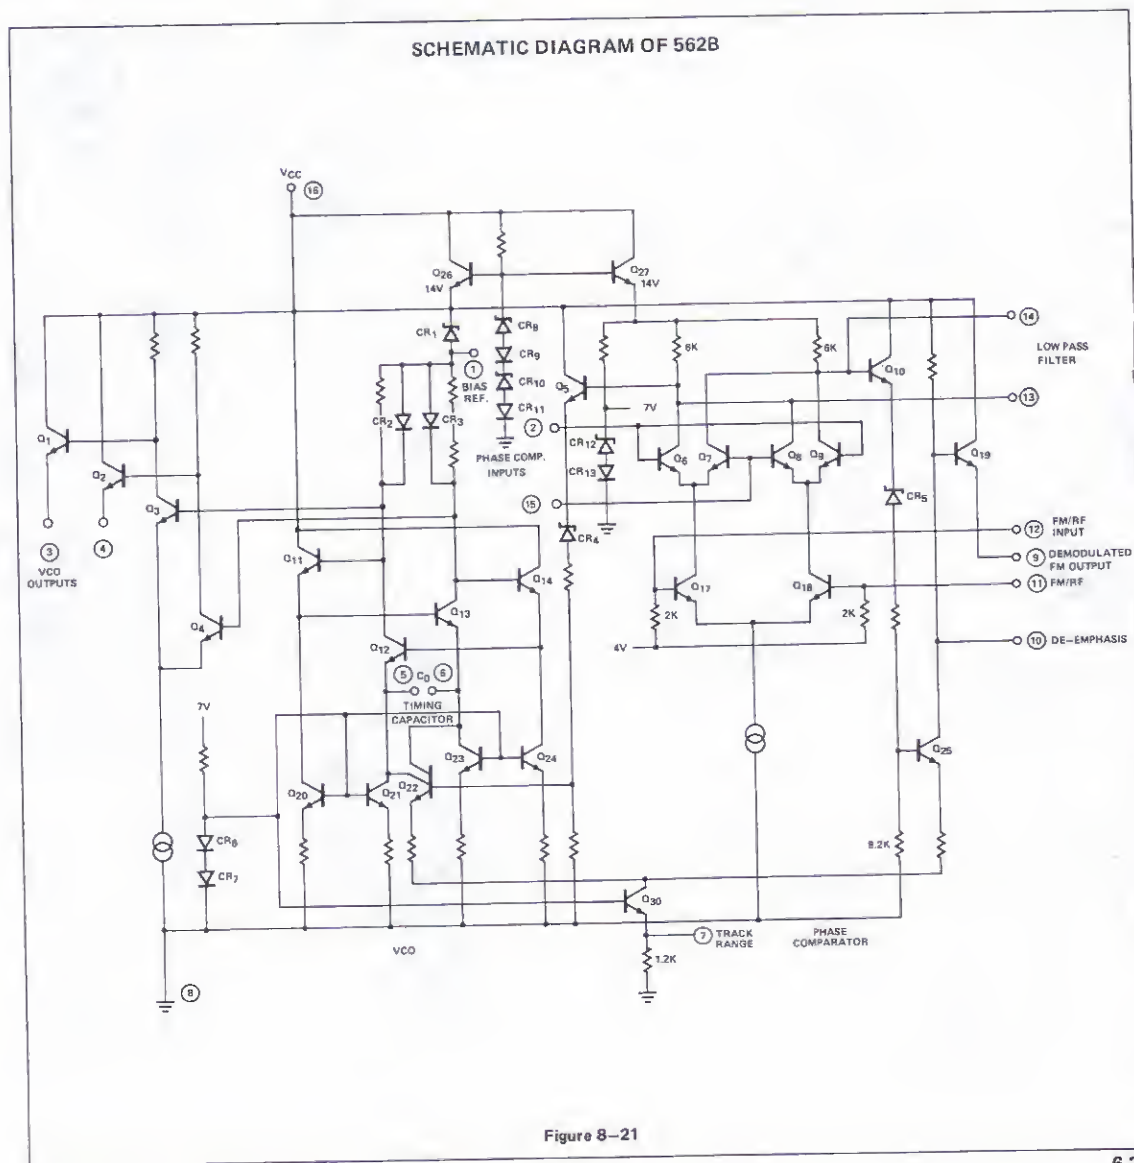 SCHEMATIC DIAGRAM OF 562B
VCC
16
Q26
14V
Q27
14V
CR1
1
BIAS
REF.
CR8
CR9
CR10
CR11
PHASE COMP.
INPUTS
6K
6K
Q5
7V
2
CR12
CR13
15
CR4
Q6
Q7
Q8
Q9
Q10
CR5
14
LOW PASS
FILTER
13
Q19
12
FM/RF
INPUT
9
DEMODULATED
FM OUTPUT
11
FM/RF
10
DE-EMPHASIS
Q1
Q2
Q3
Q4
3
4
VCO
OUTPUTS
CR2
CR3
Q11
Q14
Q13
Q12
5
C0
6
TIMING
CAPACITOR
Q17
Q18
2K
2K
4V
7V
Q20
Q21
Q22
Q23
Q24
Q25
CR6
CR7
8.2K
Q30
7
TRACK
RANGE
PHASE
COMPARATOR
VCO
1.2K
8
Figure 8-21